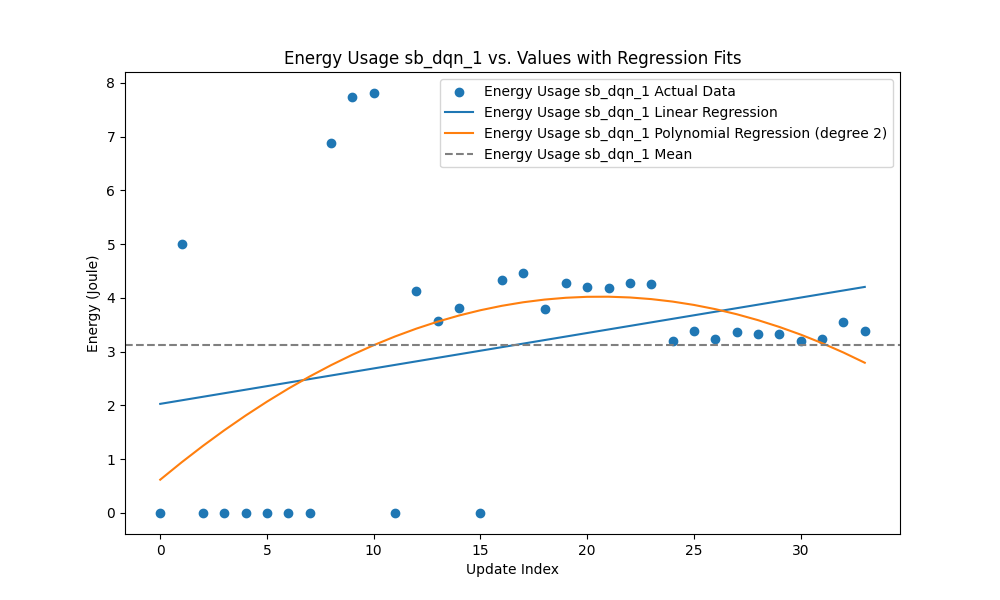 Energy Usage sb_dqn_1 vs. Values with Regression Fits
Energy Usage sb_dqn_1 Actual Data
Energy Usage sb_dqn_1 Linear Regression
Energy Usage sb_dqn_1 Polynomial Regression (degree 2)
Energy Usage sb_dqn_1 Mean
Energy (Joule)
8
7
6
5
4
3
2
1
0
0 5 10 15 20 25 30
Update Index